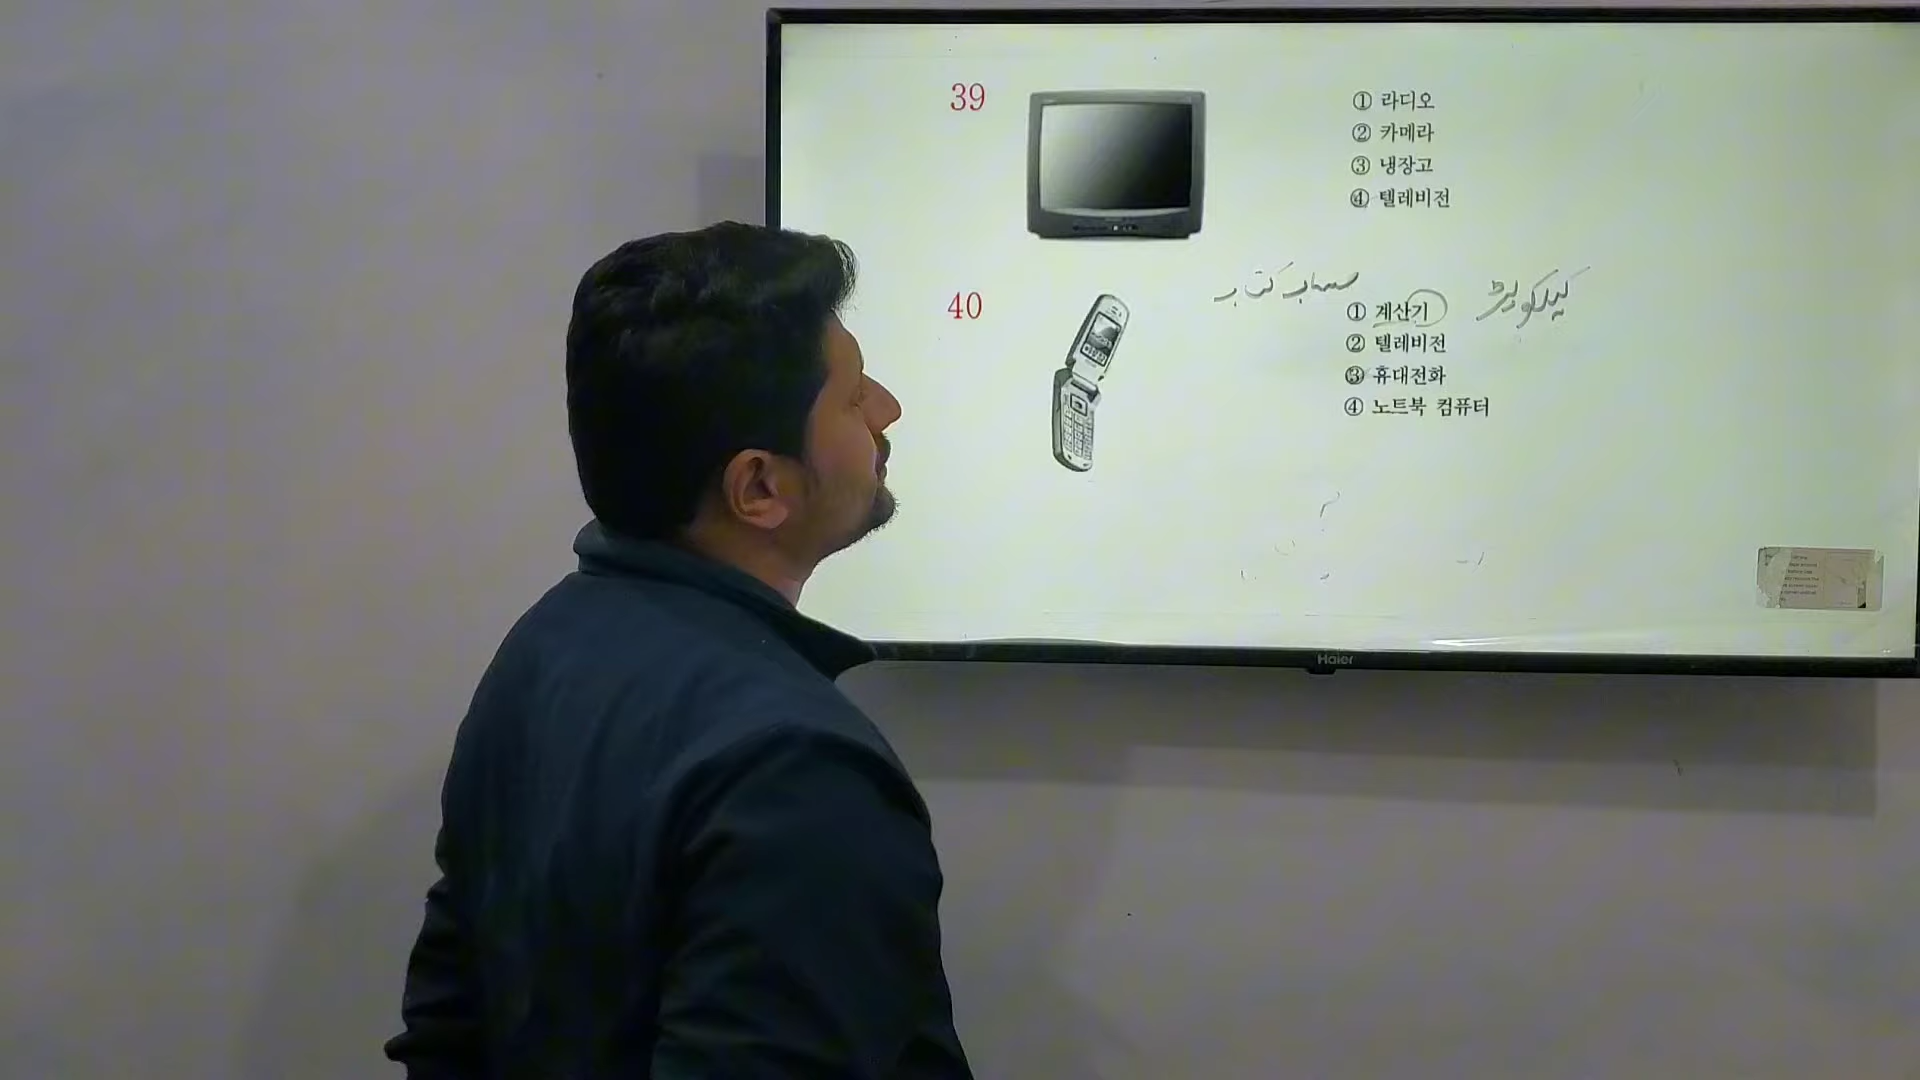 39
① 라디오
② 카메라
③ 냉장고
④ 텔레비전
40
حساب کتاب
① 계산기
کیلکولیٹر
② 텔레비전
③ 휴대전화
④ 노트북 컴퓨터
Haier